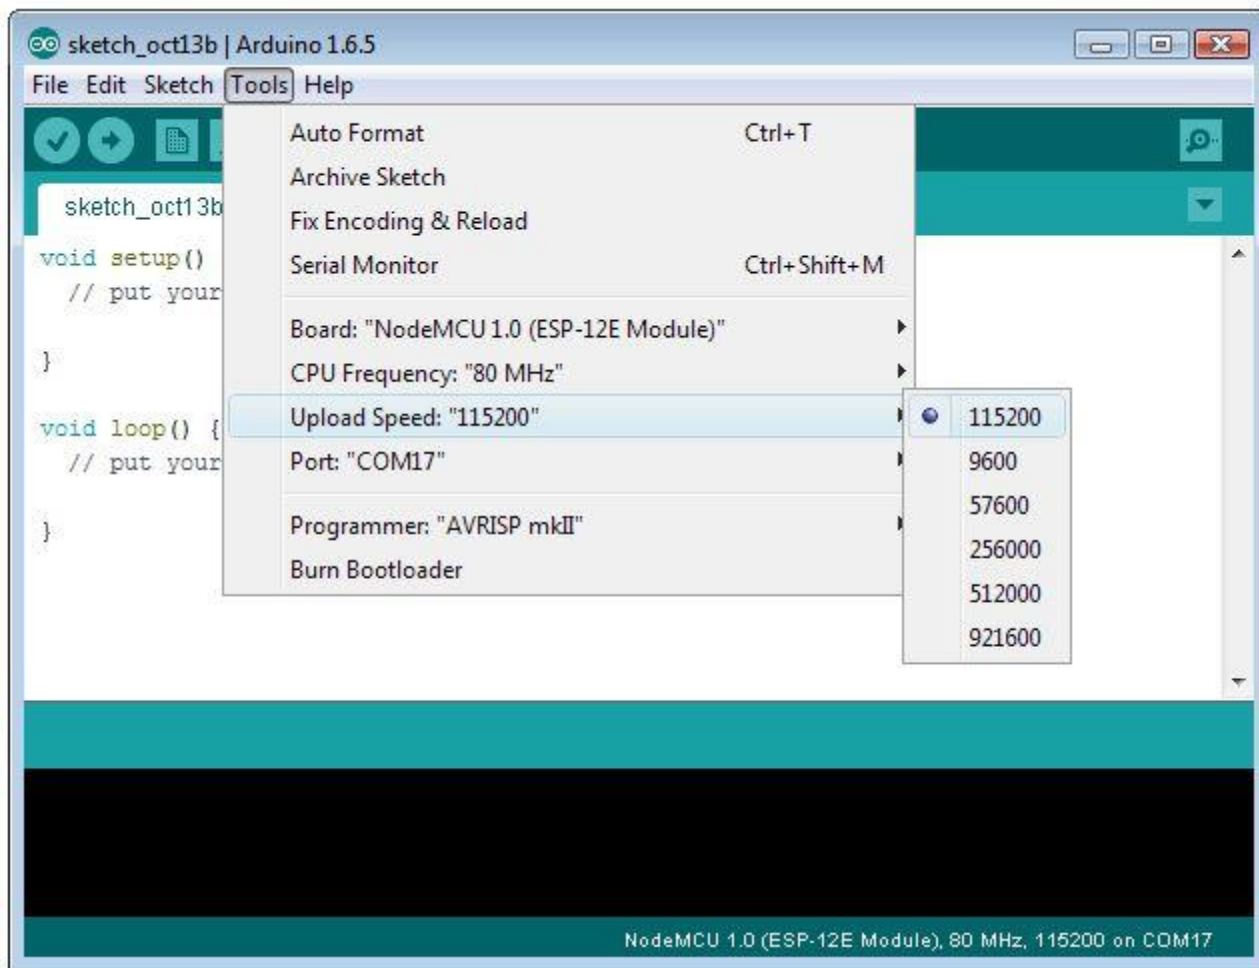 sketch_oct13b | Arduino 1.6.5
File Edit Sketch Tools Help
Auto Format Ctrl+T
Archive Sketch
sketch_oct13b
Fix Encoding & Reload
void setup()
Serial Monitor Ctrl+Shift+M
// put your
Board: "NodeMCU 1.0 (ESP-12E Module)"
}
CPU Frequency: "80 MHz"
Upload Speed: "115200" 115200
void loop() {
Port: "COM17" 9600
// put your
57600
Programmer: "AVRISP mkII"
}
256000
Burn Bootloader
512000
921600
NodeMCU 1.0 (ESP-12E Module), 80 MHz, 115200 on COM17